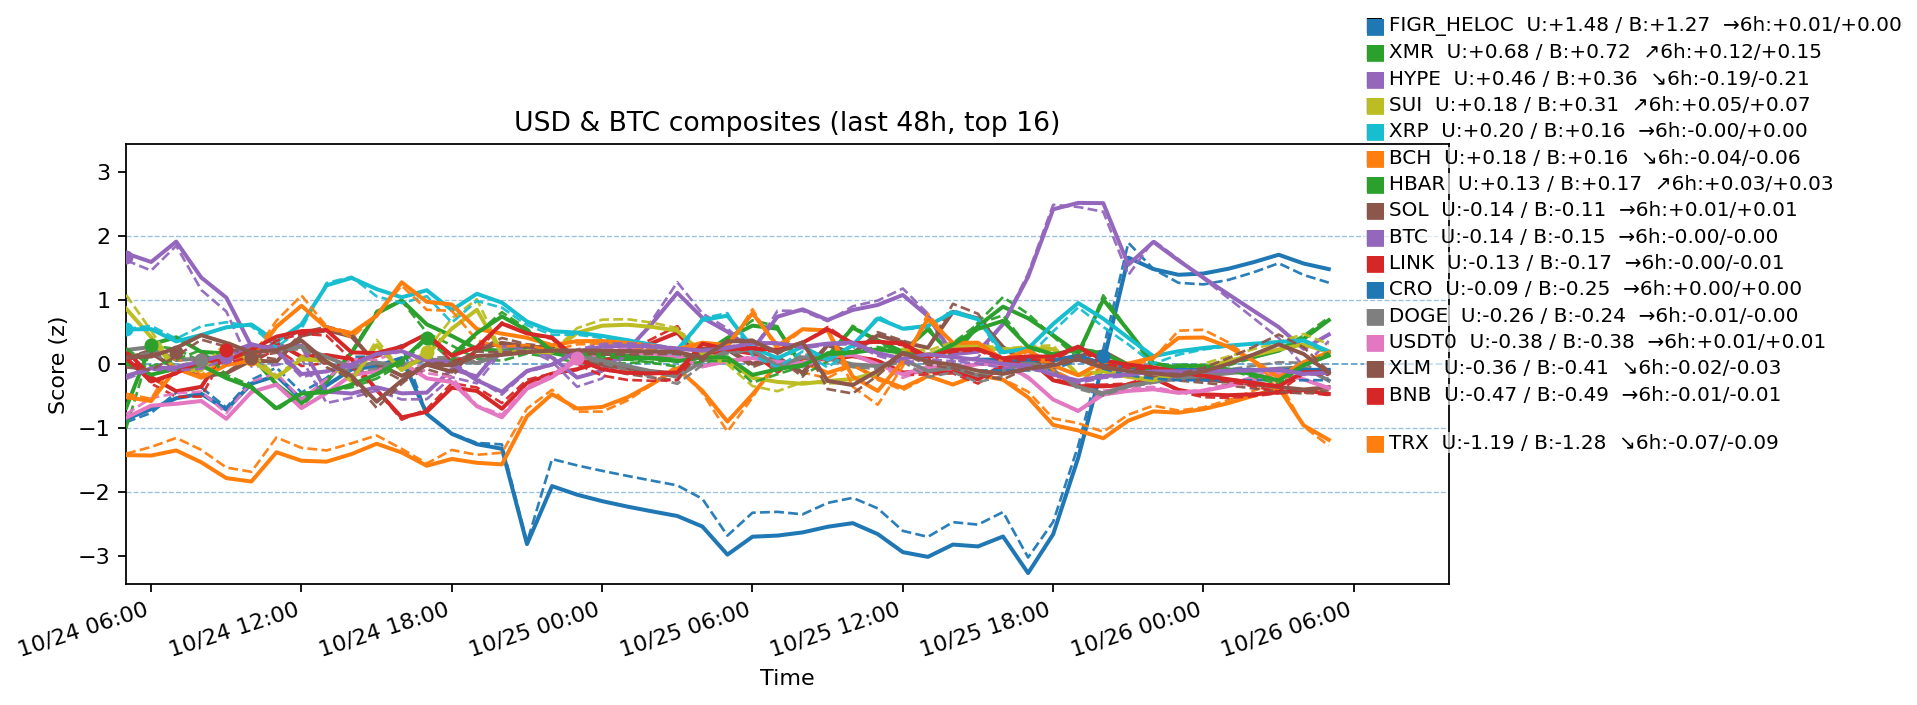 FIGR_HELOC U:+1.48 / B:+1.27 →6h:+0.01/+0.00
XMR U:+0.68 / B:+0.72 ↗6h:+0.12/+0.15
HYPE U:+0.46 / B:+0.36 ↘6h:-0.19/-0.21
SUI U:+0.18 / B:+0.31 ↗6h:+0.05/+0.07
XRP U:+0.20 / B:+0.16 →6h:-0.00/+0.00
BCH U:+0.18 / B:+0.16 ↘6h:-0.04/-0.06
HBAR U:+0.13 / B:+0.17 ↗6h:+0.03/+0.03
SOL U:-0.14 / B:-0.11 →6h:+0.01/+0.01
BTC U:-0.14 / B:-0.15 →6h:-0.00/-0.00
LINK U:-0.13 / B:-0.17 →6h:-0.00/-0.01
CRO U:-0.09 / B:-0.25 →6h:+0.00/+0.00
DOGE U:-0.26 / B:-0.24 →6h:-0.01/-0.00
USDT0 U:-0.38 / B:-0.38 →6h:+0.01/+0.01
XLM U:-0.36 / B:-0.41 ↘6h:-0.02/-0.03
BNB U:-0.47 / B:-0.49 →6h:-0.01/-0.01
TRX U:-1.19 / B:-1.28 ↘6h:-0.07/-0.09
USD & BTC composites (last 48h, top 16)
Score (z)
3
2
1
0
−1
−2
−3
10/24 06:00
10/24 12:00
10/24 18:00
10/25 00:00
10/25 06:00
10/25 12:00
10/25 18:00
10/26 00:00
10/26 06:00
Time